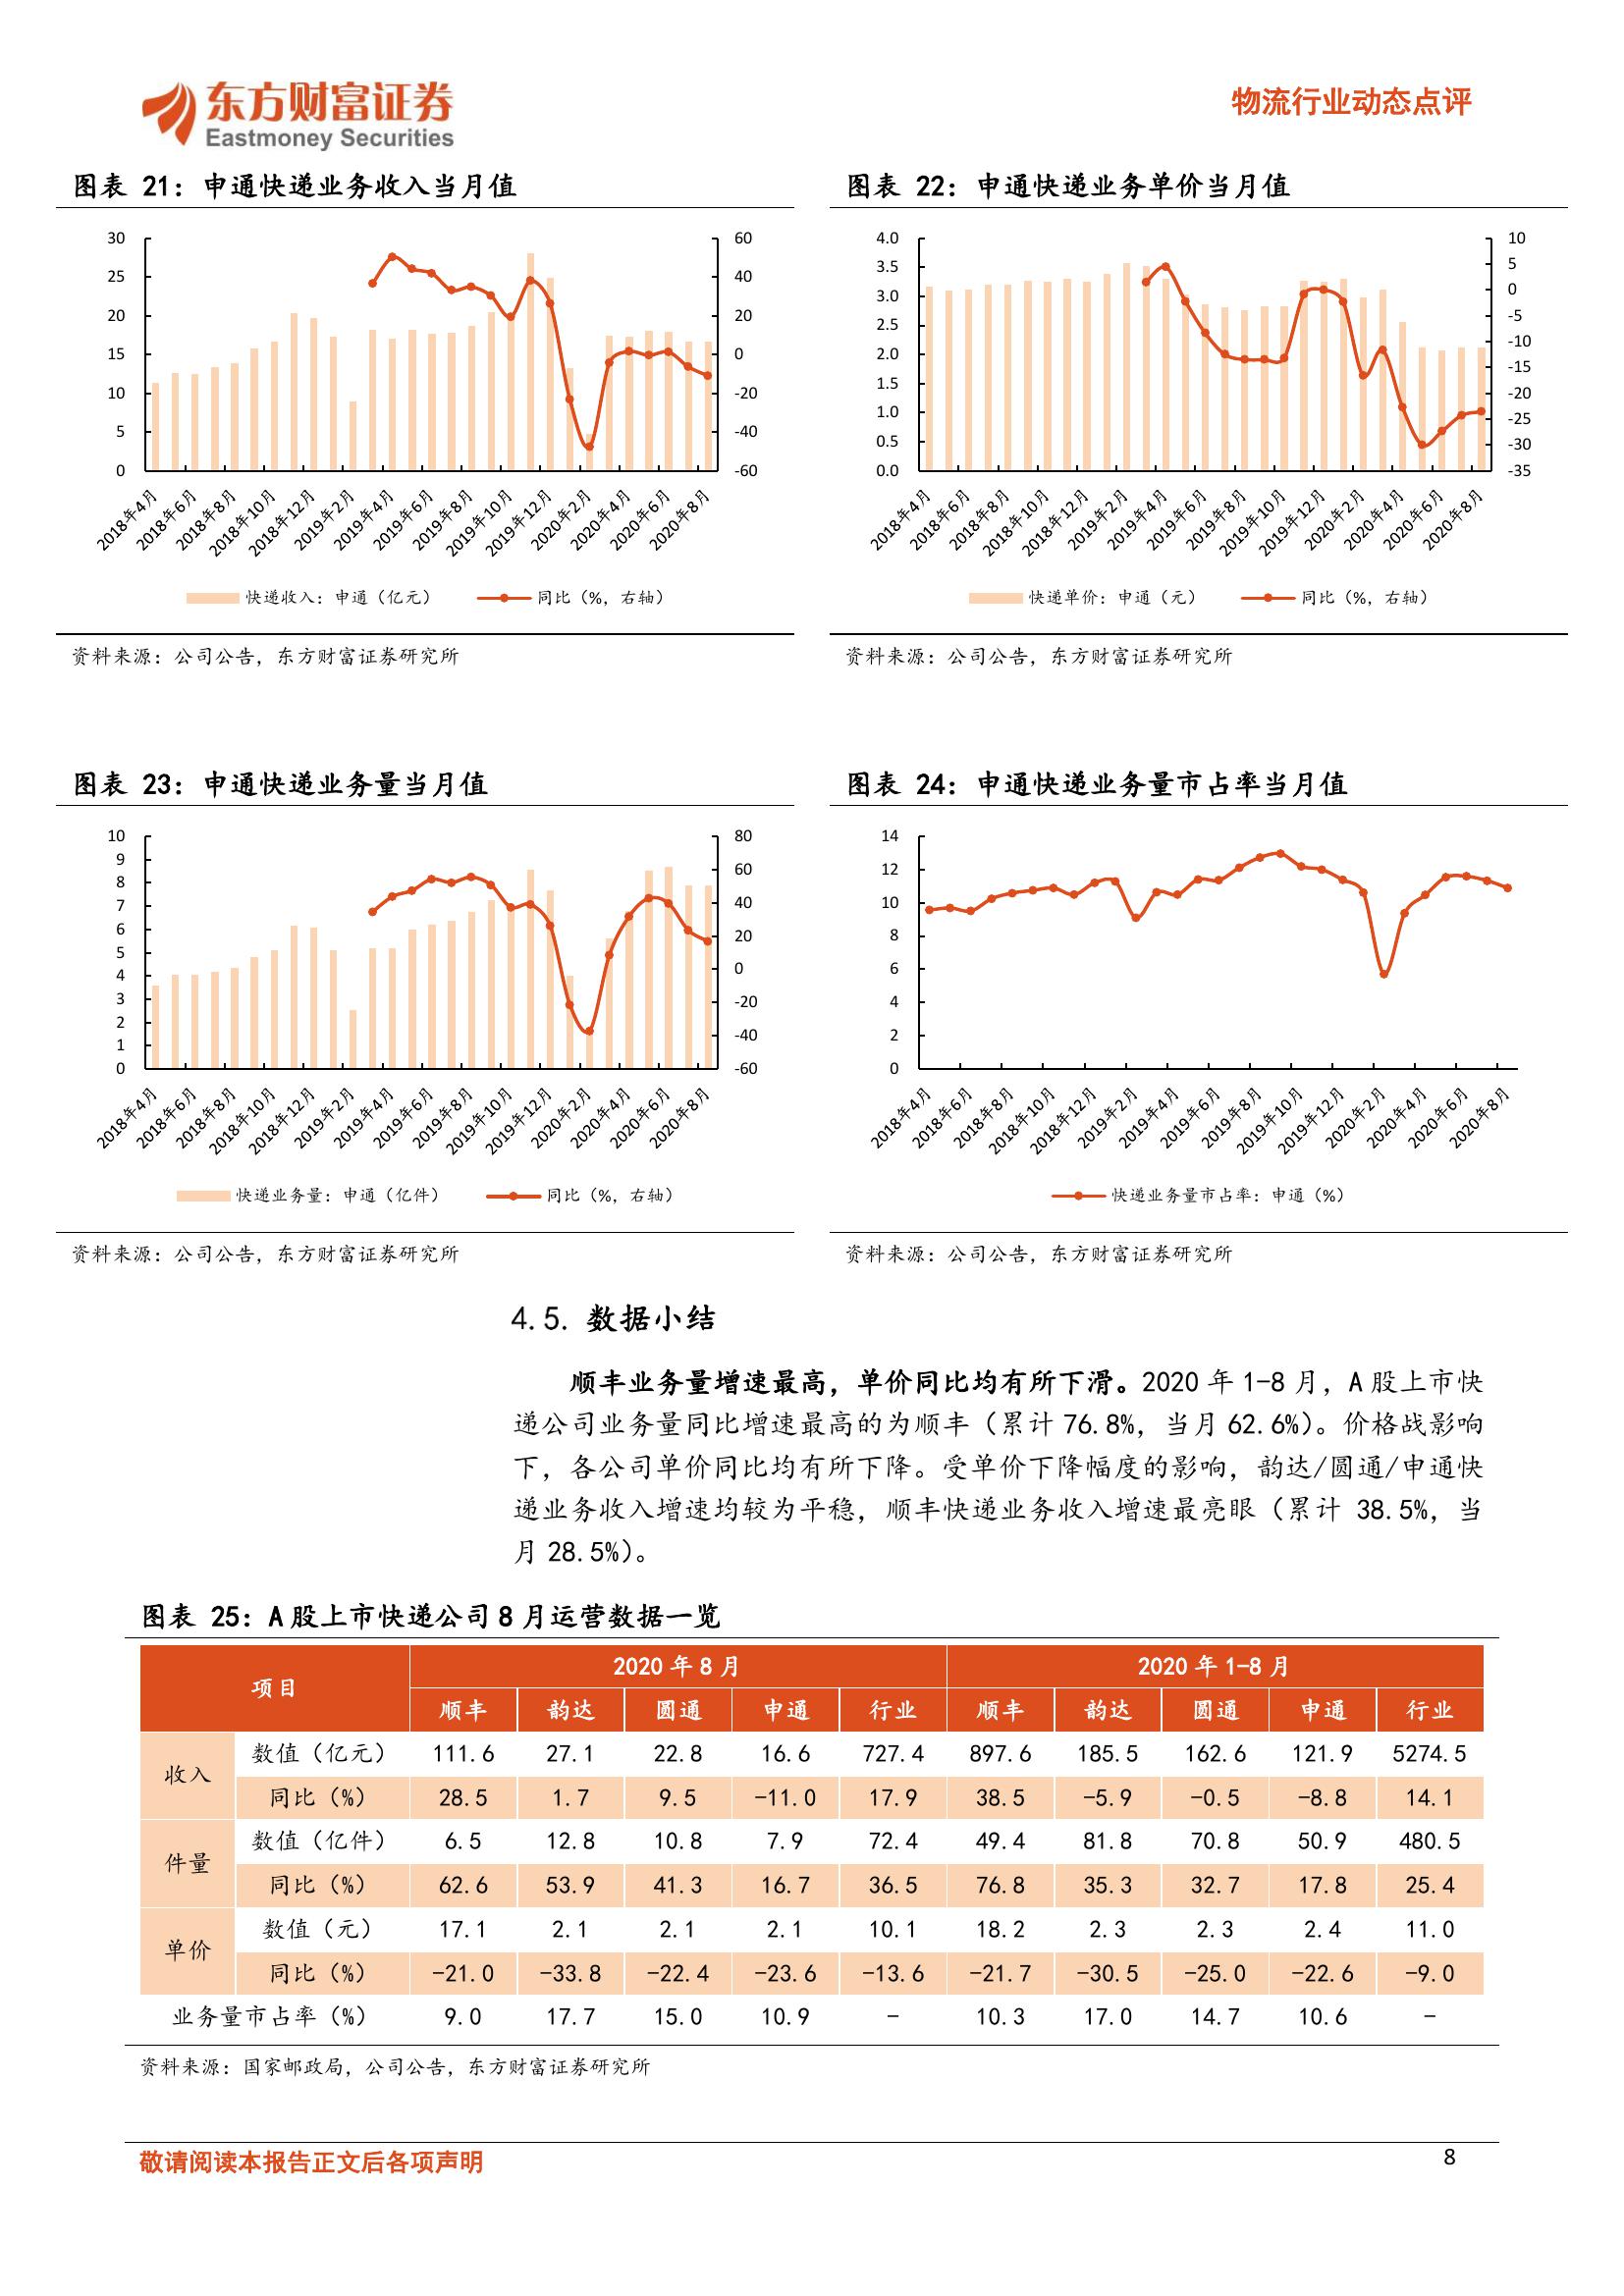 东方财富证券
Eastmoney Securities
物流行业动态点评
图表 21：申通快递业务收入当月值
30
25
20
15
10
5
0
60
40
20
0
-20
-40
-60
2018年4月
2018年6月
2018年8月
2018年10月
2018年12月
2019年2月
2019年4月
2019年6月
2019年8月
2019年10月
2019年12月
2020年2月
2020年4月
2020年6月
2020年8月
快递收入：申通（亿元） 同比（%，右轴）
资料来源：公司公告，东方财富证券研究所
图表 22：申通快递业务单价当月值
4.0
3.5
3.0
2.5
2.0
1.5
1.0
0.5
0.0
10
5
0
-5
-10
-15
-20
-25
-30
-35
2018年4月
2018年6月
2018年8月
2018年10月
2018年12月
2019年2月
2019年4月
2019年6月
2019年8月
2019年10月
2019年12月
2020年2月
2020年4月
2020年6月
2020年8月
快递单价：申通（元） 同比（%，右轴）
资料来源：公司公告，东方财富证券研究所
图表 23：申通快递业务量当月值
10
9
8
7
6
5
4
3
2
1
0
80
60
40
20
0
-20
-40
-60
2018年4月
2018年6月
2018年8月
2018年10月
2018年12月
2019年2月
2019年4月
2019年6月
2019年8月
2019年10月
2019年12月
2020年2月
2020年4月
2020年6月
2020年8月
快递业务量：申通（亿件） 同比（%，右轴）
资料来源：公司公告，东方财富证券研究所
图表 24：申通快递业务量市占率当月值
14
12
10
8
6
4
2
0
2018年4月
2018年6月
2018年8月
2018年10月
2018年12月
2019年2月
2019年4月
2019年6月
2019年8月
2019年10月
2019年12月
2020年2月
2020年4月
2020年6月
2020年8月
快递业务量市占率：申通（%）
资料来源：公司公告，东方财富证券研究所
4.5. 数据小结
顺丰业务量增速最高，单价同比均有所下滑。2020 年 1-8 月，A 股上市快
递公司业务量同比增速最高的为顺丰（累计 76.8%，当月 62.6%）。价格战影响
下，各公司单价同比均有所下降。受单价下降幅度的影响，韵达/圆通/申通快
递业务收入增速均较为平稳，顺丰快递业务收入增速最亮眼（累计 38.5%，当
月 28.5%）。
图表 25：A 股上市快递公司 8 月运营数据一览
项目 2020 年 8 月 2020 年 1-8 月
顺丰 韵达 圆通 申通 行业 顺丰 韵达 圆通 申通 行业
收入 数值（亿元） 111.6 27.1 22.8 16.6 727.4 897.6 185.5 162.6 121.9 5274.5
同比（%） 28.5 1.7 9.5 -11.0 17.9 38.5 -5.9 -0.5 -8.8 14.1
件量 数值（亿件） 6.5 12.8 10.8 7.9 72.4 49.4 81.8 70.8 50.9 480.5
同比（%） 62.6 53.9 41.3 16.7 36.5 76.8 35.3 32.7 17.8 25.4
单价 数值（元） 17.1 2.1 2.1 2.1 10.1 18.2 2.3 2.3 2.4 11.0
同比（%） -21.0 -33.8 -22.4 -23.6 -13.6 -21.7 -30.5 -25.0 -22.6 -9.0
业务量市占率（%） 9.0 17.7 15.0 10.9 - 10.3 17.0 14.7 10.6 -
资料来源：国家邮政局，公司公告，东方财富证券研究所
敬请阅读本报告正文后各项声明
8